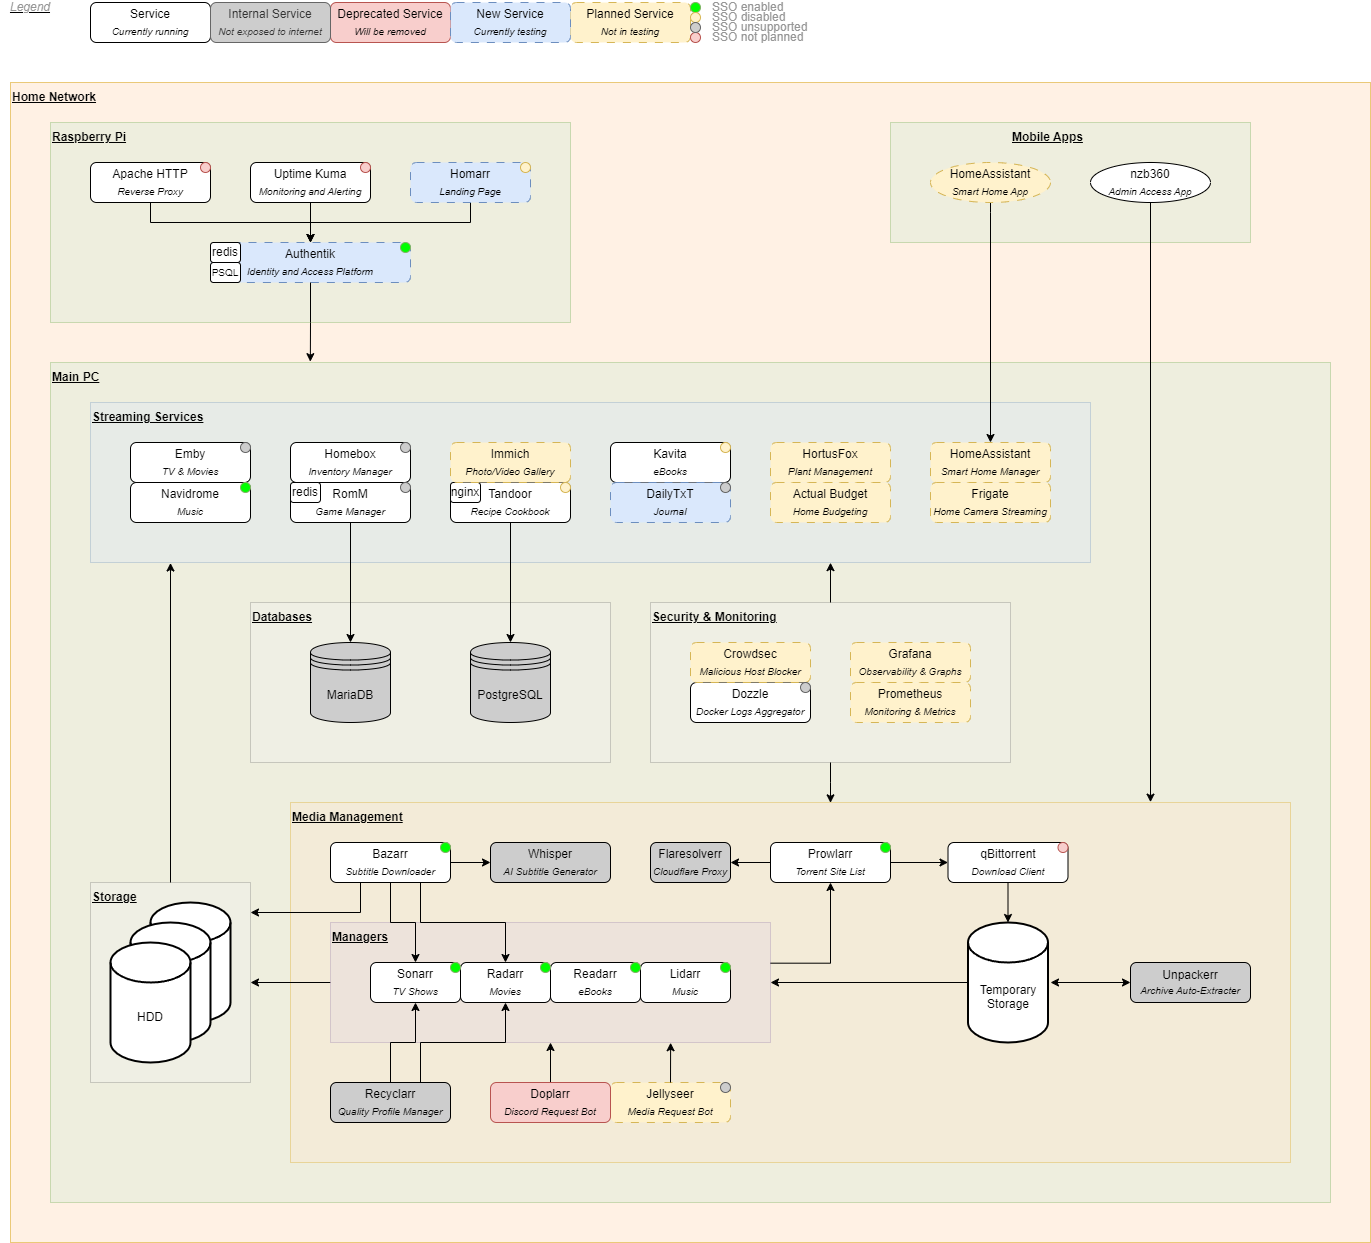 Legend
Service
Currently running
Internal Service
Not exposed to internet
Deprecated Service
Will be removed
New Service
Currently testing
Planned Service
Not in testing
SSO enabled
SSO disabled
SSO unsupported
SSO not planned
Home Network
Raspberry Pi
Apache HTTP
Reverse Proxy
Uptime Kuma
Monitoring and Alerting
Homarr
Landing Page
redis
PSQL
Authentik
Identity and Access Platform
Mobile Apps
HomeAssistant
Smart Home App
nzb360
Admin Access App
Main PC
Streaming Services
Emby
TV & Movies
Navidrome
Music
Homebox
Inventory Manager
redis
RomM
Game Manager
Immich
Photo/Video Gallery
nginx
Tandoor
Recipe Cookbook
Kavita
eBooks
DailyTxT
Journal
HortusFox
Plant Management
Actual Budget
Home Budgeting
HomeAssistant
Smart Home Manager
Frigate
Home Camera Streaming
Databases
MariaDB
PostgreSQL
Security & Monitoring
Crowdsec
Malicious Host Blocker
Dozzle
Docker Logs Aggregator
Grafana
Observability & Graphs
Prometheus
Monitoring & Metrics
Media Management
Bazarr
Subtitle Downloader
Whisper
AI Subtitle Generator
Flaresolverr
Cloudflare Proxy
Prowlarr
Torrent Site List
qBittorrent
Download Client
Storage
HDD
Managers
Sonarr
TV Shows
Radarr
Movies
Readarr
eBooks
Lidarr
Music
Temporary
Storage
Unpackerr
Archive Auto-Extracter
Recyclarr
Quality Profile Manager
Doplarr
Discord Request Bot
Jellyseer
Media Request Bot